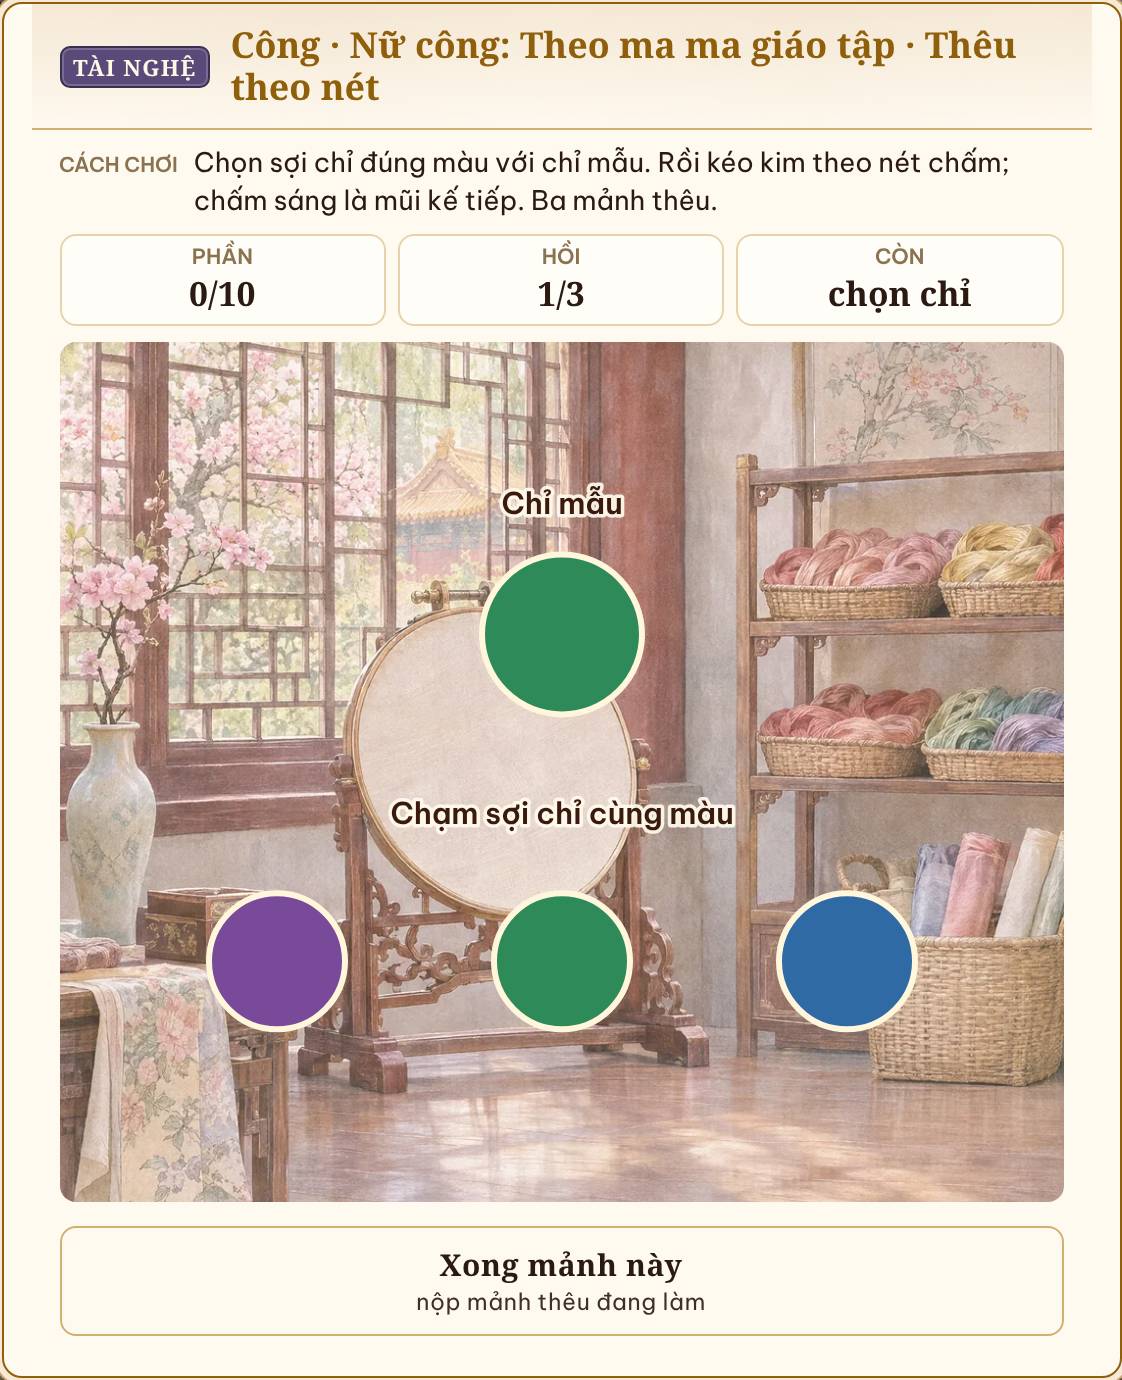 TÀI NGHỆ
Công · Nữ công: Theo ma ma giáo tập · Thêu
theo nét
CÁCH CHƠI
Chọn sợi chỉ đúng màu với chỉ mẫu. Rồi kéo kim theo nét chấm;
chấm sáng là mũi kế tiếp. Ba mảnh thêu.
PHẦN
0/10
HỒI
1/3
CÒN
chọn chỉ
Chỉ mẫu
Chạm sợi chỉ cùng màu
Xong mảnh này
nộp mảnh thêu đang làm